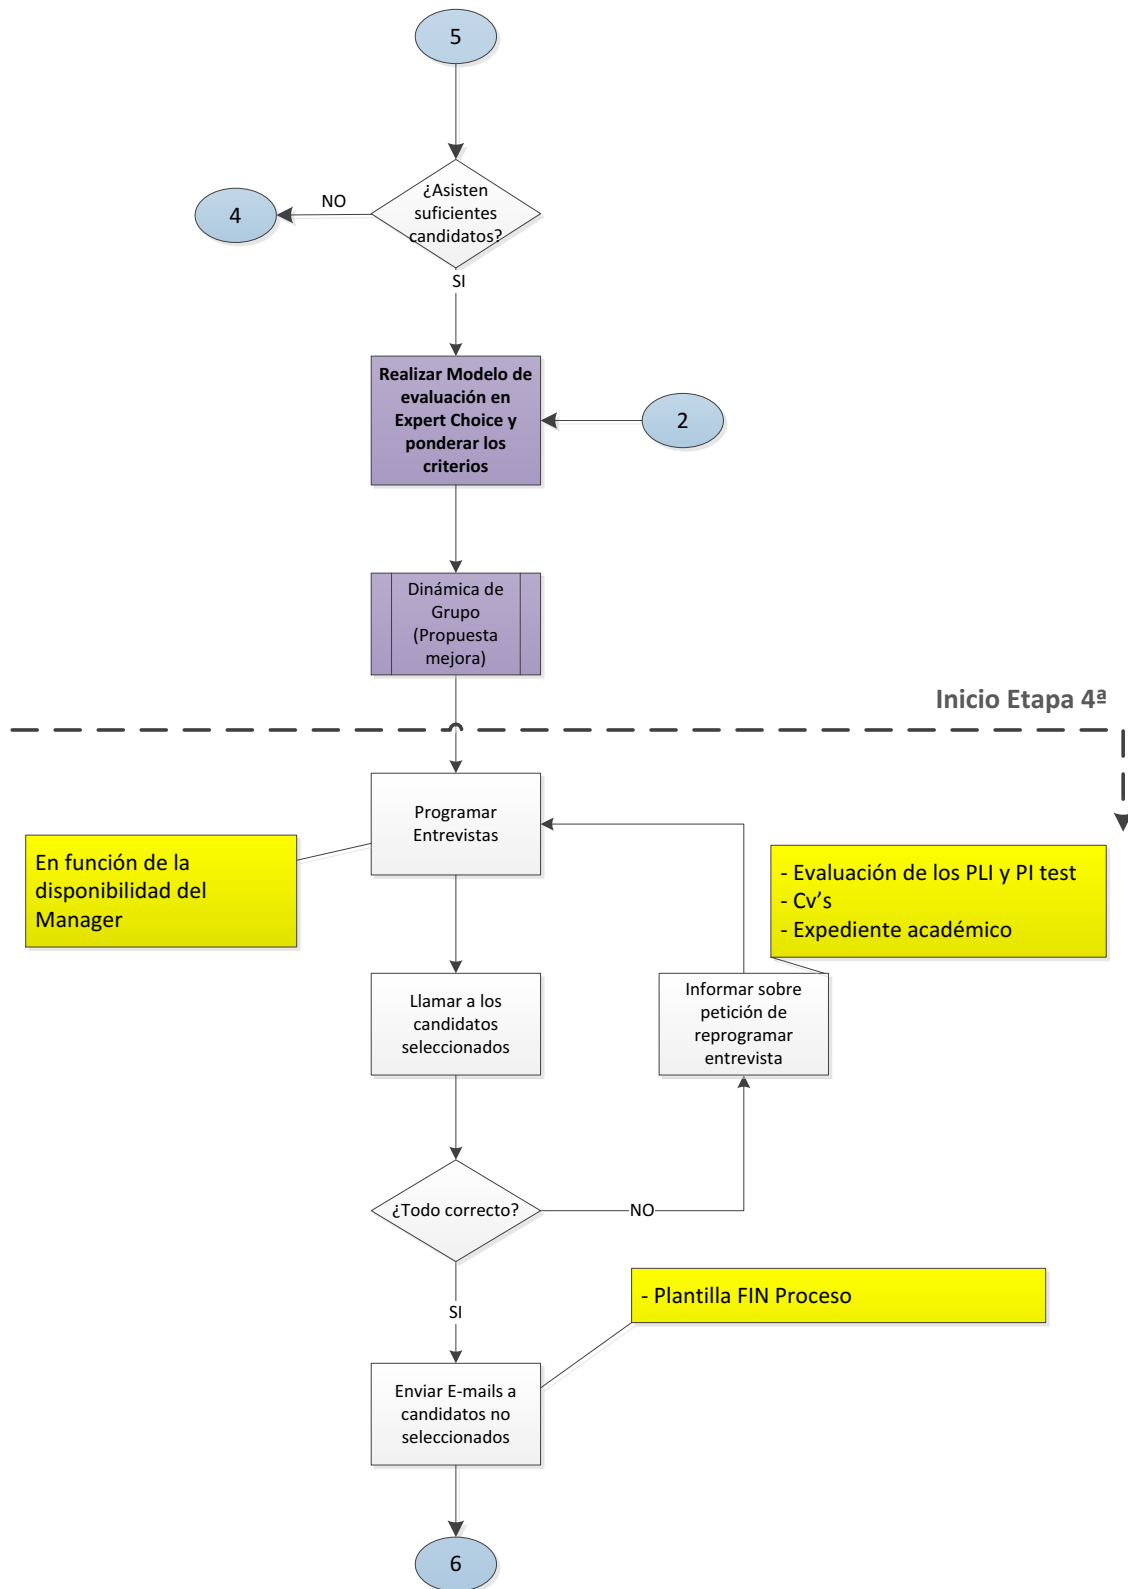 5
¿Asisten
suficientes
candidatos?
NO
4
SI
Realizar Modelo de
evaluación en
Expert Choice y
ponderar los
criterios
2
Dinámica de
Grupo
(Propuesta
mejora)
Inicio Etapa 4ª
Programar
Entrevistas
En función de la
disponibilidad del
Manager
- Evaluación de los PLI y PI test
- Cv’s
- Expediente académico
Llamar a los
candidatos
seleccionados
Informar sobre
petición de
reprogramar
entrevista
¿Todo correcto?
NO
SI
- Plantilla FIN Proceso
Enviar E-mails a
candidatos no
seleccionados
6